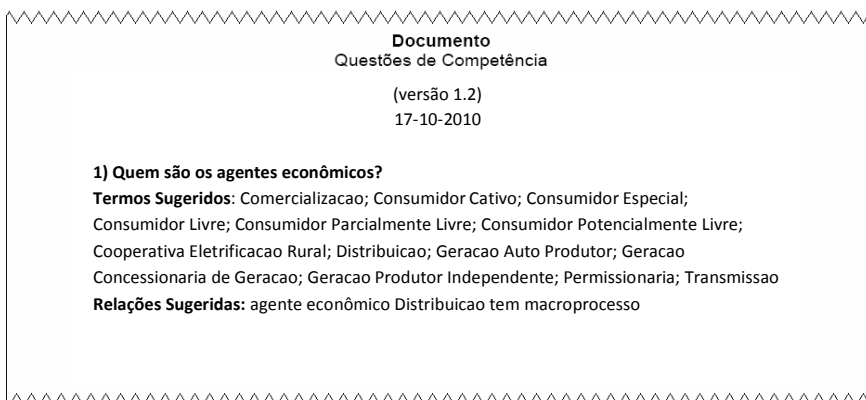 Documento
Questões de Competência
(versão 1.2)
17-10-2010
1) Quem são os agentes econômicos?
Termos Sugeridos: Comercializacao; Consumidor Cativo; Consumidor Especial;
Consumidor Livre; Consumidor Parcialmente Livre; Consumidor Potencialmente Livre;
Cooperativa Eletrificacao Rural; Distribuicao; Geracao Auto Produtor; Geracao
Concessionaria de Geracao; Geracao Produtor Independente; Permissionaria; Transmissao
Relações Sugeridas: agente econômico Distribuicao tem macroprocesso